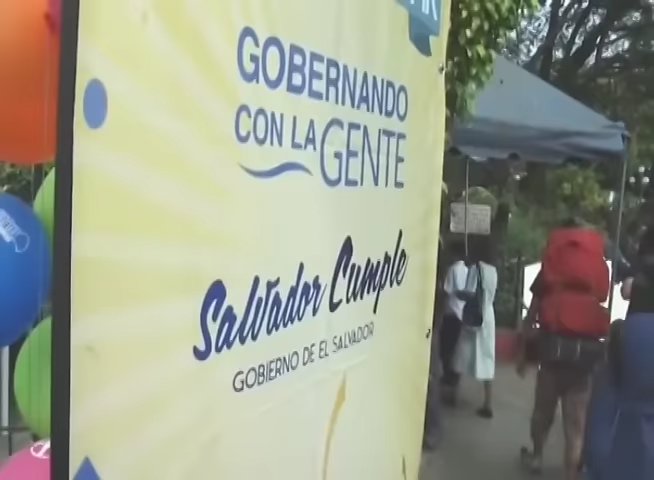 GOBERNANDO
CON LA GENTE
Salvador Cumple
GOBIERNO DE EL SALVADOR